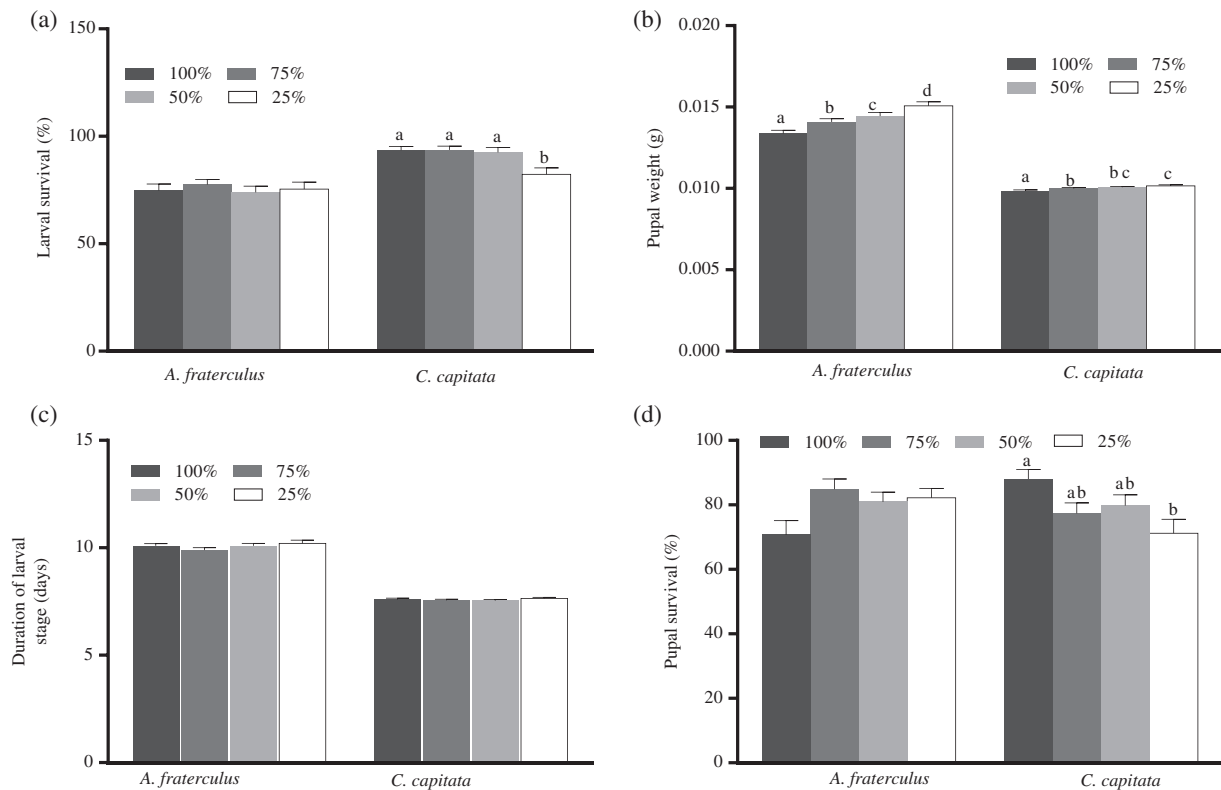 (a)
150
100
50
0
Larval survival (%)
100% 75%
50% 25%
a a a b
A. fraterculus C. capitata
(b)
0.020
0.015
0.010
0.005
0.000
Pupal weight (g)
100% 75%
50% 25%
a b c d
a b b c c
A. fraterculus C. capitata
(c)
15
10
5
0
Duration of larval
stage (days)
100% 75%
50% 25%
A. fraterculus C. capitata
(d)
100
80
60
40
20
0
Pupal survival (%)
100% 75% 50% 25%
a ab ab b
A. fraterculus C. capitata